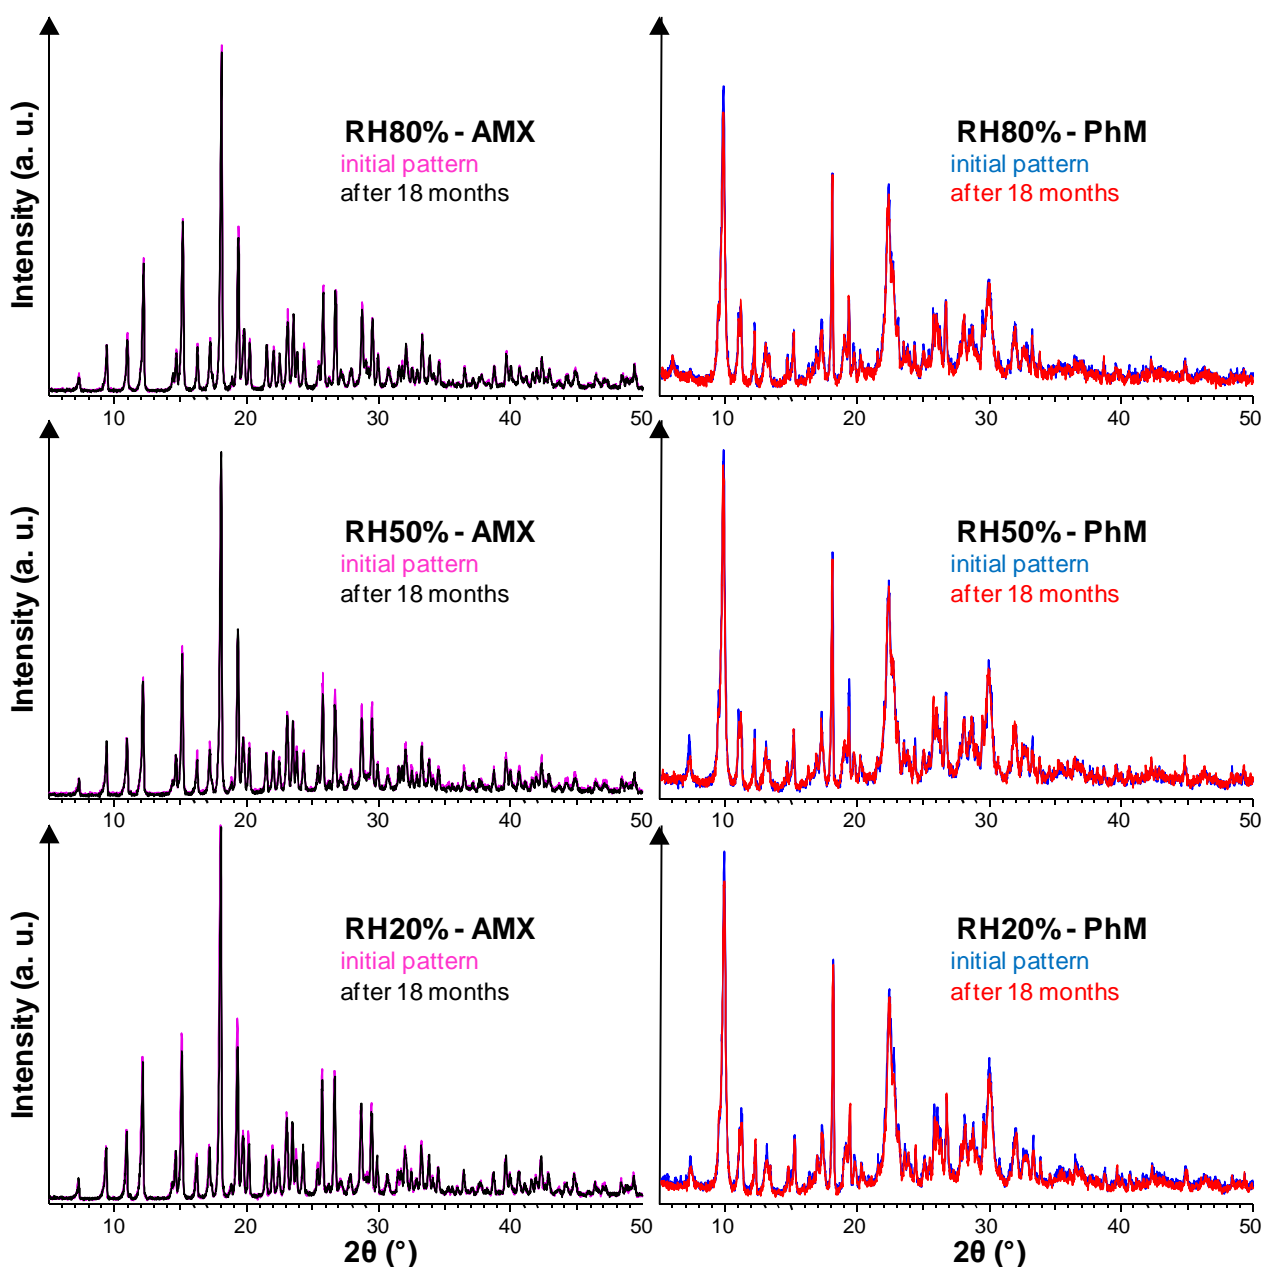 Intensity (a. u.)
RH80% - AMX
initial pattern
after 18 months
10 20 30 40 50
RH80% - PhM
initial pattern
after 18 months
10 20 30 40 50
Intensity (a. u.)
RH50% - AMX
initial pattern
after 18 months
10 20 30 40 50
RH50% - PhM
initial pattern
after 18 months
10 20 30 40 50
Intensity (a. u.)
RH20% - AMX
initial pattern
after 18 months
10 20 30 40 50
2θ (°)
RH20% - PhM
initial pattern
after 18 months
10 20 30 40 50
2θ (°)